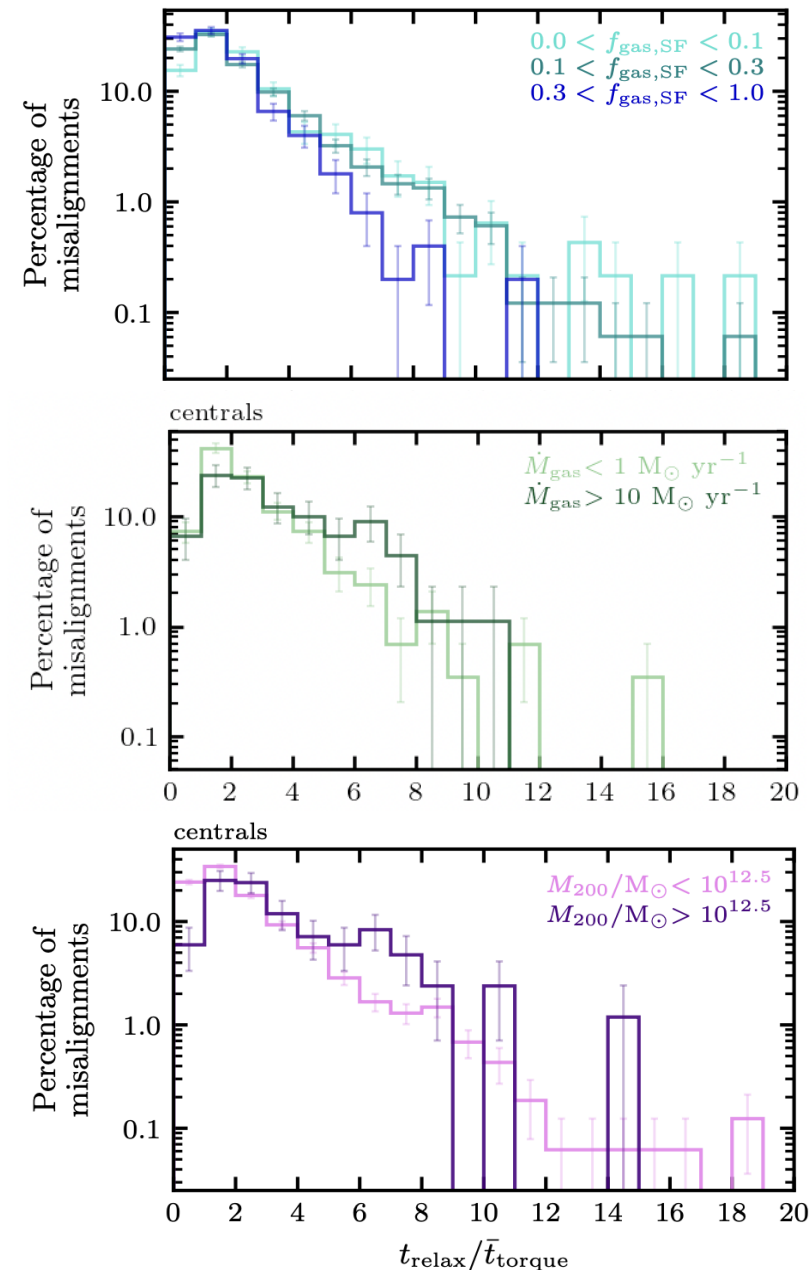 Percentage of
misalignments
10.0
1.0
0.1
0.0 < f_gas,SF < 0.1
0.1 < f_gas,SF < 0.3
0.3 < f_gas,SF < 1.0
centrals
Percentage of
misalignments
10.0
1.0
0.1
Ṁ_gas < 1 M_⊙ yr⁻¹
Ṁ_gas > 10 M_⊙ yr⁻¹
0 2 4 6 8 10 12 14 16 18 20
centrals
Percentage of
misalignments
10.0
1.0
0.1
M₂₀₀/M_⊙ < 10^12.5
M₂₀₀/M_⊙ > 10^12.5
0 2 4 6 8 10 12 14 16 18 20
t_relax/t̄_torque